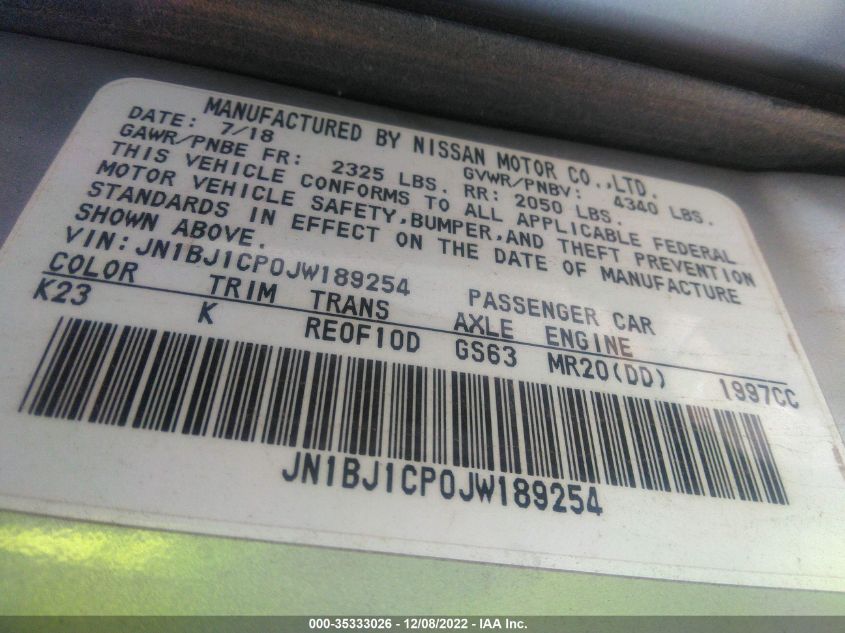 MANUFACTURED BY NISSAN MOTOR CO.,LTD.
DATE: 7/18 GVWR/PNBV: 4340 LBS.
GAWR/PNBE FR: 2325 LBS. RR: 2050 LBS.
THIS VEHICLE CONFORMS TO ALL APPLICABLE FEDERAL
MOTOR VEHICLE SAFETY,BUMPER,AND THEFT PREVENTION
STANDARDS IN EFFECT ON THE DATE OF MANUFACTURE
SHOWN ABOVE.
VIN: JN1BJ1CP0JW189254 PASSENGER CAR
COLOR TRIM TRANS AXLE ENGINE
K23 K RE0F10D GS63 MR20(DD) 1997CC
JN1BJ1CP0JW189254
000-35333026 - 12/08/2022 - IAA Inc.